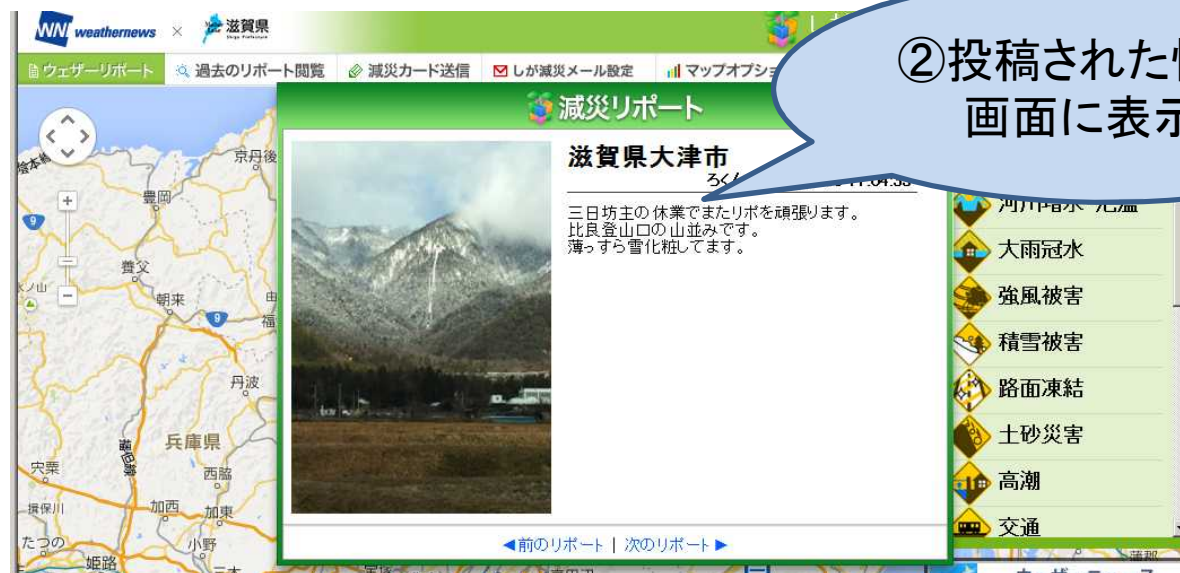 WNI weathernews × 滋賀県
Shiga Prefecture
ウェザーリポート 過去のリポート閲覧 減災カード送信 しが減災メール設定 マップオプショ
②投稿された
画面に表示
減災リポート
滋賀県大津市
三日坊主の休業でまたリポを頑張ります。
比良登山口の山並みです。
薄っすら雪化粧してます。
◀前のリポート | 次のリポート▶
大雨冠水
強風被害
積雪被害
路面凍結
土砂災害
高潮
交通
京丹後
豊岡
9
養父
朝来
9
丹波
兵庫県
穴粟
西脇
揖保川
加西
加東
たつの
小野
姫路